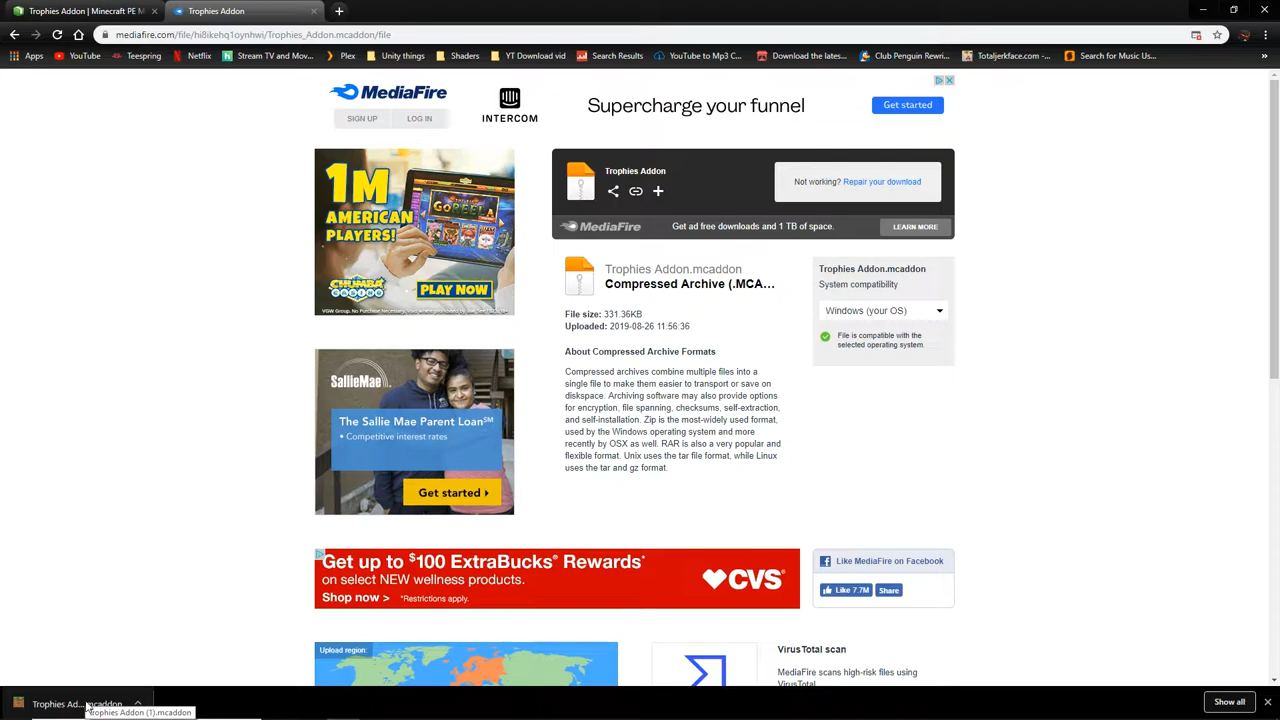 Trophies Addon | Minecraft PE M
Trophies Addon
mediafire.com/file/hi8ikehq1oynhwi/Trophies_Addon.mcaddon/file
Apps
YouTube
Teespring
Netflix
Stream TV and Mov...
Plex
Unity things
Shaders
YT Download vid
Search Results
YouTube to Mp3 C...
Download the lates...
Club Penguin Rewri...
Totaljerkface.com -...
Search for Music Us...
MediaFire
SIGN UP
LOG IN
INTERCOM
Supercharge your funnel
Get started
1M
AMERICAN
PLAYERS!
GOREELA
CHUMBA
CASINO
PLAY NOW
Trophies Addon
Not working? Repair your download
MediaFire
Get ad free downloads and 1 TB of space.
LEARN MORE
Trophies Addon.mcaddon
Compressed Archive (.MCA...
File size: 331.36KB
Uploaded: 2019-08-26 11:56:36
About Compressed Archive Formats
Compressed archives combine multiple files into a
single file to make them easier to transport or save on
diskspace. Archiving software may also provide options
for encryption, file spanning, checksums, self-extraction,
and self-installation. Zip is the most-widely used format,
used by the Windows operating system and more
recently by OSX as well. RAR is also a very popular and
flexible format. Unix uses the tar file format, while Linux
uses the tar and gz format.
Trophies Addon.mcaddon
System compatibility
Windows (your OS)
File is compatible with the
selected operating system.
SallieMae
The Sallie Mae Parent Loan℠
• Competitive interest rates
Get started
Get up to $100 ExtraBucks® Rewards*
on select NEW wellness products.
Shop now > *Restrictions apply.
CVS
Like MediaFire on Facebook
Like 7.7M
Share
Upload region:
VirusTotal scan
MediaFire scans high-risk files using
VirusTotal.
Trophies Ad....mcaddon
Trophies Addon (1).mcaddon
Show all